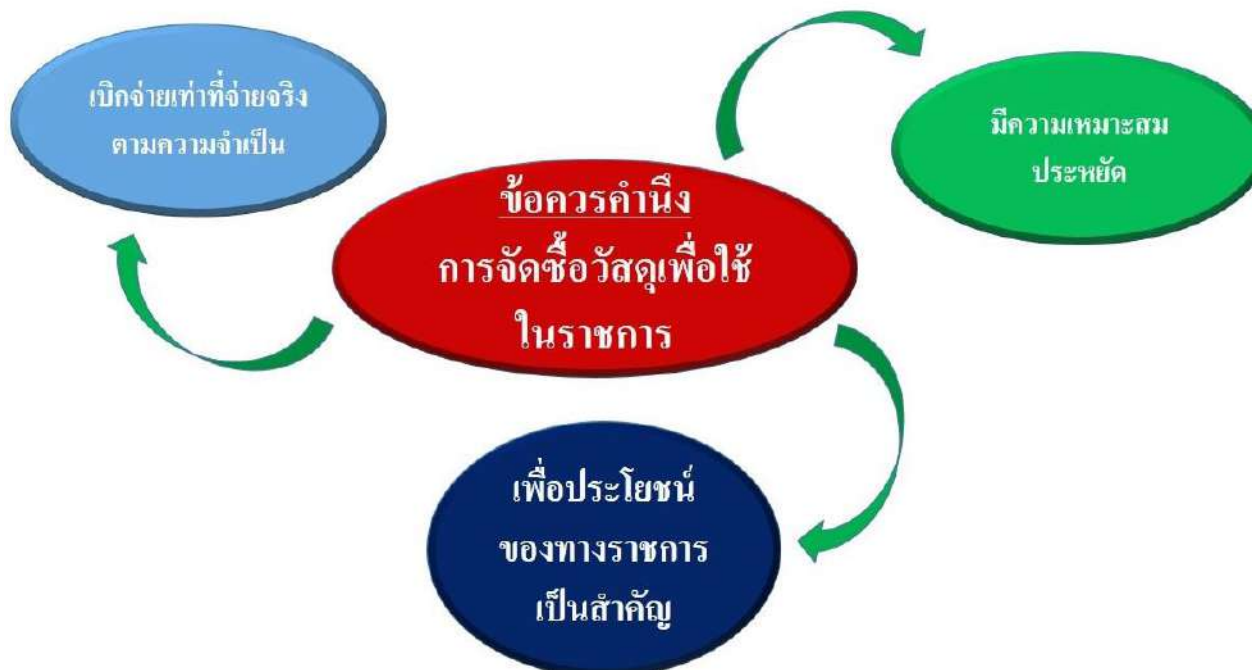 เบิกจ่ายเท่าที่จ่ายจริง
ตามความจำเป็น
มีความเหมาะสม
ประหยัด
ข้อควรคำนึง
การจัดซื้อวัสดุเพื่อใช้
ในราชการ
เพื่อประโยชน์
ของทางราชการ
เป็นสำคัญ